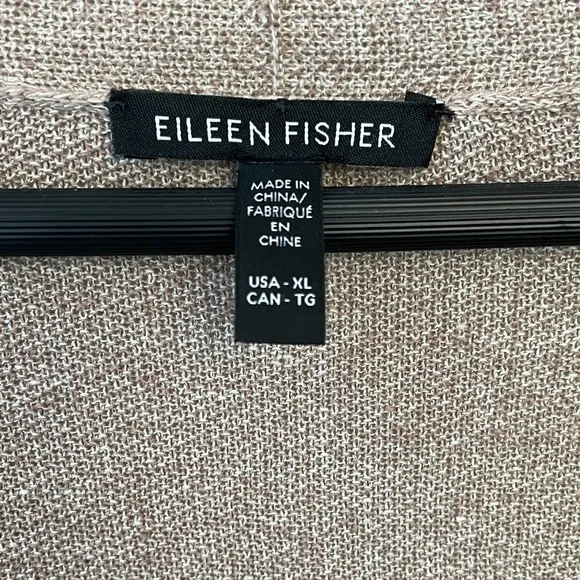 EILEEN FISHER
MADE IN
CHINA/
FABRIQUÉ
EN
CHINE
USA - XL
CAN - TG